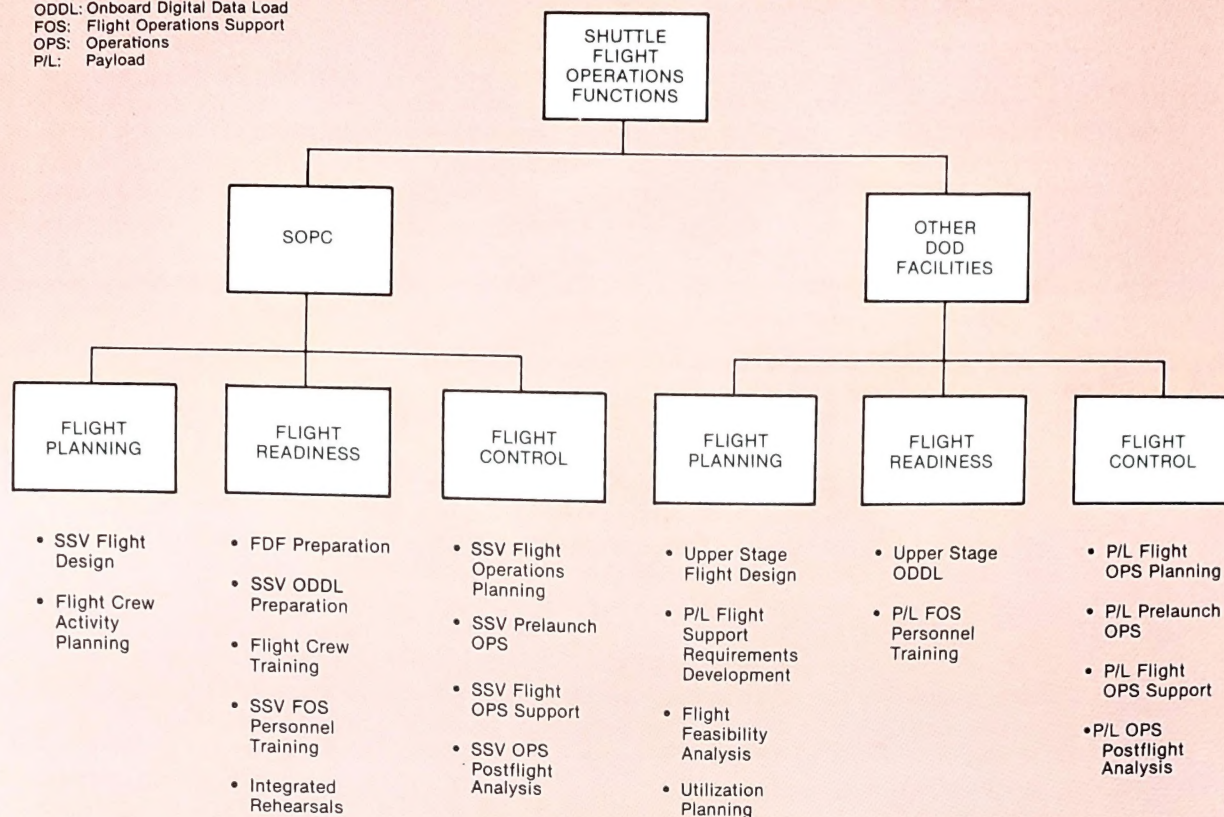 ODDL: Onboard Digital Data Load
FOS: Flight Operations Support
OPS: Operations
P/L: Payload
SHUTTLE
FLIGHT
OPERATIONS
FUNCTIONS
SOPC
OTHER
DOD
FACILITIES
FLIGHT
PLANNING
FLIGHT
READINESS
FLIGHT
CONTROL
FLIGHT
PLANNING
FLIGHT
READINESS
FLIGHT
CONTROL
• SSV Flight
Design
• Flight Crew
Activity
Planning
• FDF Preparation
• SSV ODDL
Preparation
• Flight Crew
Training
• SSV FOS
Personnel
Training
• Integrated
Rehearsals
• SSV Flight
Operations
Planning
• SSV Prelaunch
OPS
• SSV Flight
OPS Support
• SSV OPS
Postflight
Analysis
• Upper Stage
Flight Design
• P/L Flight
Support
Requirements
Development
• Flight
Feasibility
Analysis
• Utilization
Planning
• Upper Stage
ODDL
• P/L FOS
Personnel
Training
• P/L Flight
OPS Planning
• P/L Prelaunch
OPS
• P/L Flight
OPS Support
•P/L OPS
Postflight
Analysis